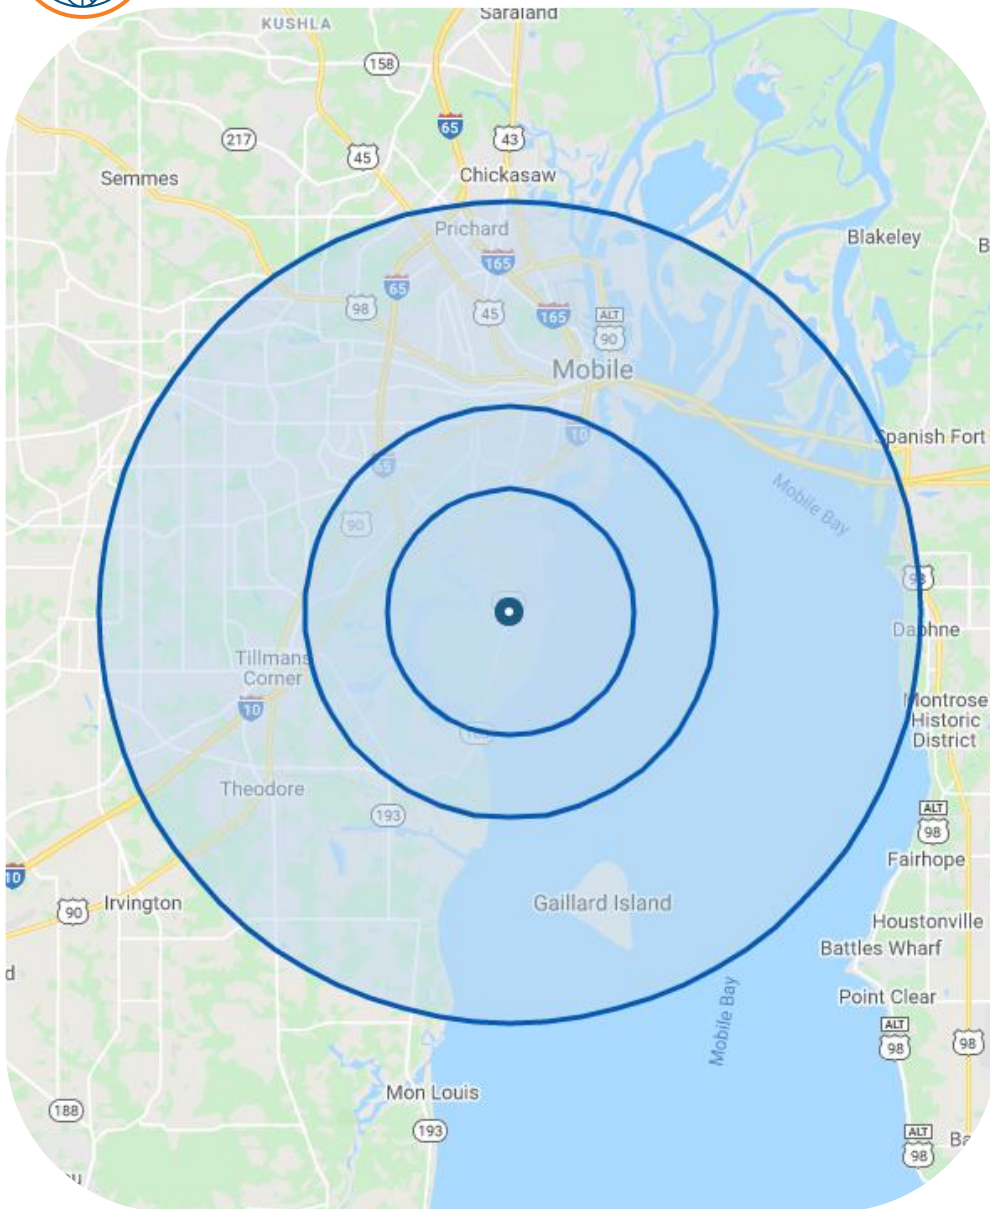 Saraland
KUSHLA
158
65
43
217
45
Chickasaw
Semmes
Prichard
Blakeley
B
165
65
98
45
165
ALT
90
Mobile
10
Spanish Fort
65
Mobile Bay
90
98
Daphne
Tillmans
Corner
10
Montrose
Historic
District
Theodore
193
ALT
98
Fairhope
10
90
Irvington
Gaillard Island
Houstonville
Battles Wharf
d
Point Clear
Mobile Bay
ALT
98
98
Mon Louis
188
193
ALT
98
Ba